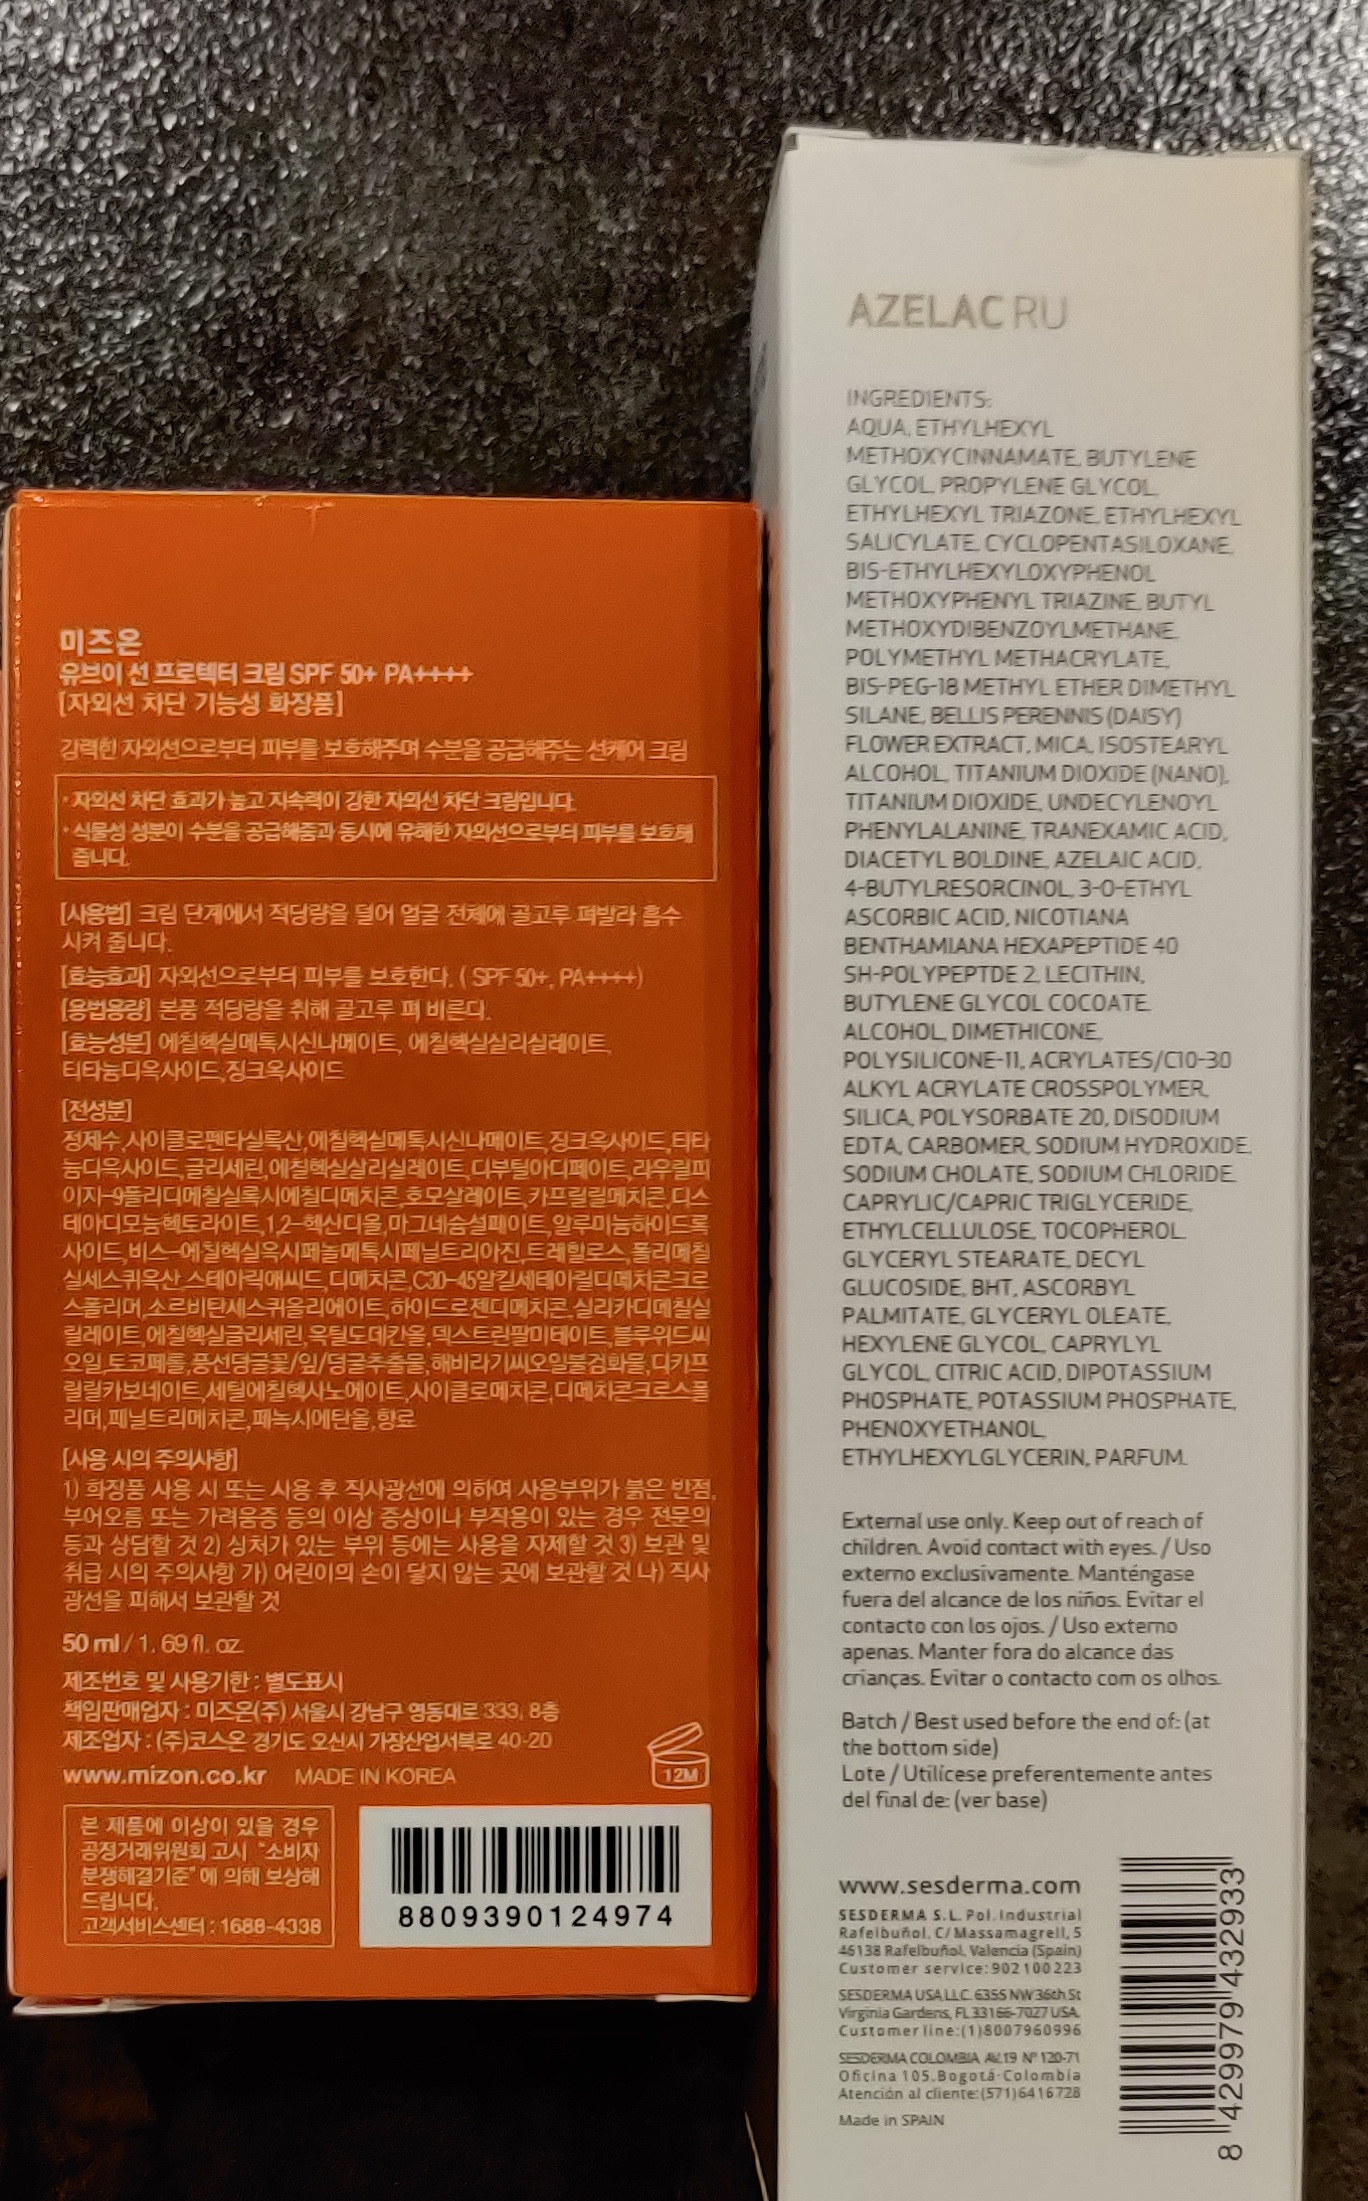 미즈온
유브이 선 프로텍터 크림 SPF 50+ PA++++
[자외선 차단 기능성 화장품]
강력한 자외선으로부터 피부를 보호해주며 수분을 공급해주는 선케어 크림
· 자외선 차단 효과가 높고 지속력이 강한 자외선 차단 크림입니다.
· 식물성 성분이 수분을 공급해줌과 동시에 유해한 자외선으로부터 피부를 보호해
줍니다.
[사용법] 크림 단계에서 적당량을 덜어 얼굴 전체에 골고루 펴발라 흡수
시켜 줍니다.
[효능효과] 자외선으로부터 피부를 보호한다. ( SPF 50+, PA++++)
[용법용량] 본품 적당량을 취해 골고루 펴 바른다.
[효능성분] 에칠헥실메톡시신나메이트, 에칠헥실살리실레이트,
티타늄디옥사이드,징크옥사이드
[전성분]
정제수,사이클로펜타실록산,에칠헥실메톡시신나메이트,징크옥사이드,티타
늄디옥사이드,글리세린,에칠헥실살리실레이트,디부틸아디페이트,라우릴피
이지-9폴리디메칠실록시에칠디메치콘,호모살레이트,카프릴릴메치콘,디스
테아디모늄헥토라이트,1,2-헥산디올,마그네슘설페이트,알루미늄하이드록
사이드,비스-에칠헥실옥시페놀메톡시페닐트리아진,트레할로스,폴리메칠
실세스퀴옥산,스테아릭애씨드,디메치콘,C30-45알킬세테아릴디메치콘크로
스폴리머,소르비탄세스퀴올리에이트,하이드로젠디메치콘,실리카디메칠실
릴레이트,에칠헥실글리세린,옥틸도데칸올,덱스트린팔미테이트,블루위드씨
오일,토코페롤,풍선덩굴꽃/잎/덩굴추출물,해바라기씨오일불검화물,디카프
릴릴카보네이트,세틸에칠헥사노에이트,사이클로메치콘,디메치콘크로스폴
리머,페닐트리메치콘,페녹시에탄올,향료
[사용 시의 주의사항]
1) 화장품 사용 시 또는 사용 후 직사광선에 의하여 사용부위가 붉은 반점,
부어오름 또는 가려움증 등의 이상 증상이나 부작용이 있는 경우 전문의
등과 상담할 것 2) 상처가 있는 부위 등에는 사용을 자제할 것 3) 보관 및
취급 시의 주의사항 가) 어린이의 손이 닿지 않는 곳에 보관할 것 나) 직사
광선을 피해서 보관할 것
50 ml / 1. 69 fl. oz.
제조번호 및 사용기한 : 별도표시
책임판매업자 : 미즈온(주) 서울시 강남구 영동대로 333, 8층
제조업자 : (주)코스온 경기도 오산시 가장산업서북로 40-20
www.mizon.co.kr MADE IN KOREA
12M
본 제품에 이상이 있을 경우
공정거래위원회 고시 "소비자
분쟁해결기준"에 의해 보상해
드립니다.
고객서비스센터 : 1688-4338
8809390124974
AZELAC RU
INGREDIENTS:
AQUA, ETHYLHEXYL
METHOXYCINNAMATE, BUTYLENE
GLYCOL, PROPYLENE GLYCOL,
ETHYLHEXYL TRIAZONE, ETHYLHEXYL
SALICYLATE, CYCLOPENTASILOXANE,
BIS-ETHYLHEXYLOXYPHENOL
METHOXYPHENYL TRIAZINE, BUTYL
METHOXYDIBENZOYLMETHANE,
POLYMETHYL METHACRYLATE,
BIS-PEG-18 METHYL ETHER DIMETHYL
SILANE, BELLIS PERENNIS (DAISY)
FLOWER EXTRACT, MICA, ISOSTEARYL
ALCOHOL, TITANIUM DIOXIDE (NANO),
TITANIUM DIOXIDE, UNDECYLENOYL
PHENYLALANINE, TRANEXAMIC ACID,
DIACETYL BOLDINE, AZELAIC ACID,
4-BUTYLRESORCINOL, 3-O-ETHYL
ASCORBIC ACID, NICOTIANA
BENTHAMIANA HEXAPEPTIDE 40
SH-POLYPEPTDE 2, LECITHIN,
BUTYLENE GLYCOL COCOATE,
ALCOHOL, DIMETHICONE,
POLYSILICONE-11, ACRYLATES/C10-30
ALKYL ACRYLATE CROSSPOLYMER,
SILICA, POLYSORBATE 20, DISODIUM
EDTA, CARBOMER, SODIUM HYDROXIDE,
SODIUM CHOLATE, SODIUM CHLORIDE,
CAPRYLIC/CAPRIC TRIGLYCERIDE,
ETHYLCELLULOSE, TOCOPHEROL,
GLYCERYL STEARATE, DECYL
GLUCOSIDE, BHT, ASCORBYL
PALMITATE, GLYCERYL OLEATE,
HEXYLENE GLYCOL, CAPRYLYL
GLYCOL, CITRIC ACID, DIPOTASSIUM
PHOSPHATE, POTASSIUM PHOSPHATE,
PHENOXYETHANOL,
ETHYLHEXYLGLYCERIN, PARFUM.
External use only. Keep out of reach of
children. Avoid contact with eyes. / Uso
externo exclusivamente. Manténgase
fuera del alcance de los niños. Evitar el
contacto con los ojos. / Uso externo
apenas. Manter fora do alcance das
crianças. Evitar o contacto com os olhos.
Batch / Best used before the end of: (at
the bottom side)
Lote / Utilícese preferentemente antes
del final de: (ver base)
www.sesderma.com
SESDERMA S.L. Pol. Industrial
Rafelbuñol, C/ Massamagrell, 5
46138 Rafelbuñol, Valencia (Spain)
Customer service: 902 100 223
SESDERMA USA LLC. 6355 NW 36th St
Virginia Gardens, FL 33166-7027 USA.
Customer line: (1) 8007960996
SESDERMA COLOMBIA AV.19 Nº 120-71
Oficina 105. Bogotá-Colombia
Atención al cliente: (571) 6416728
Made in SPAIN
8 429979 432933